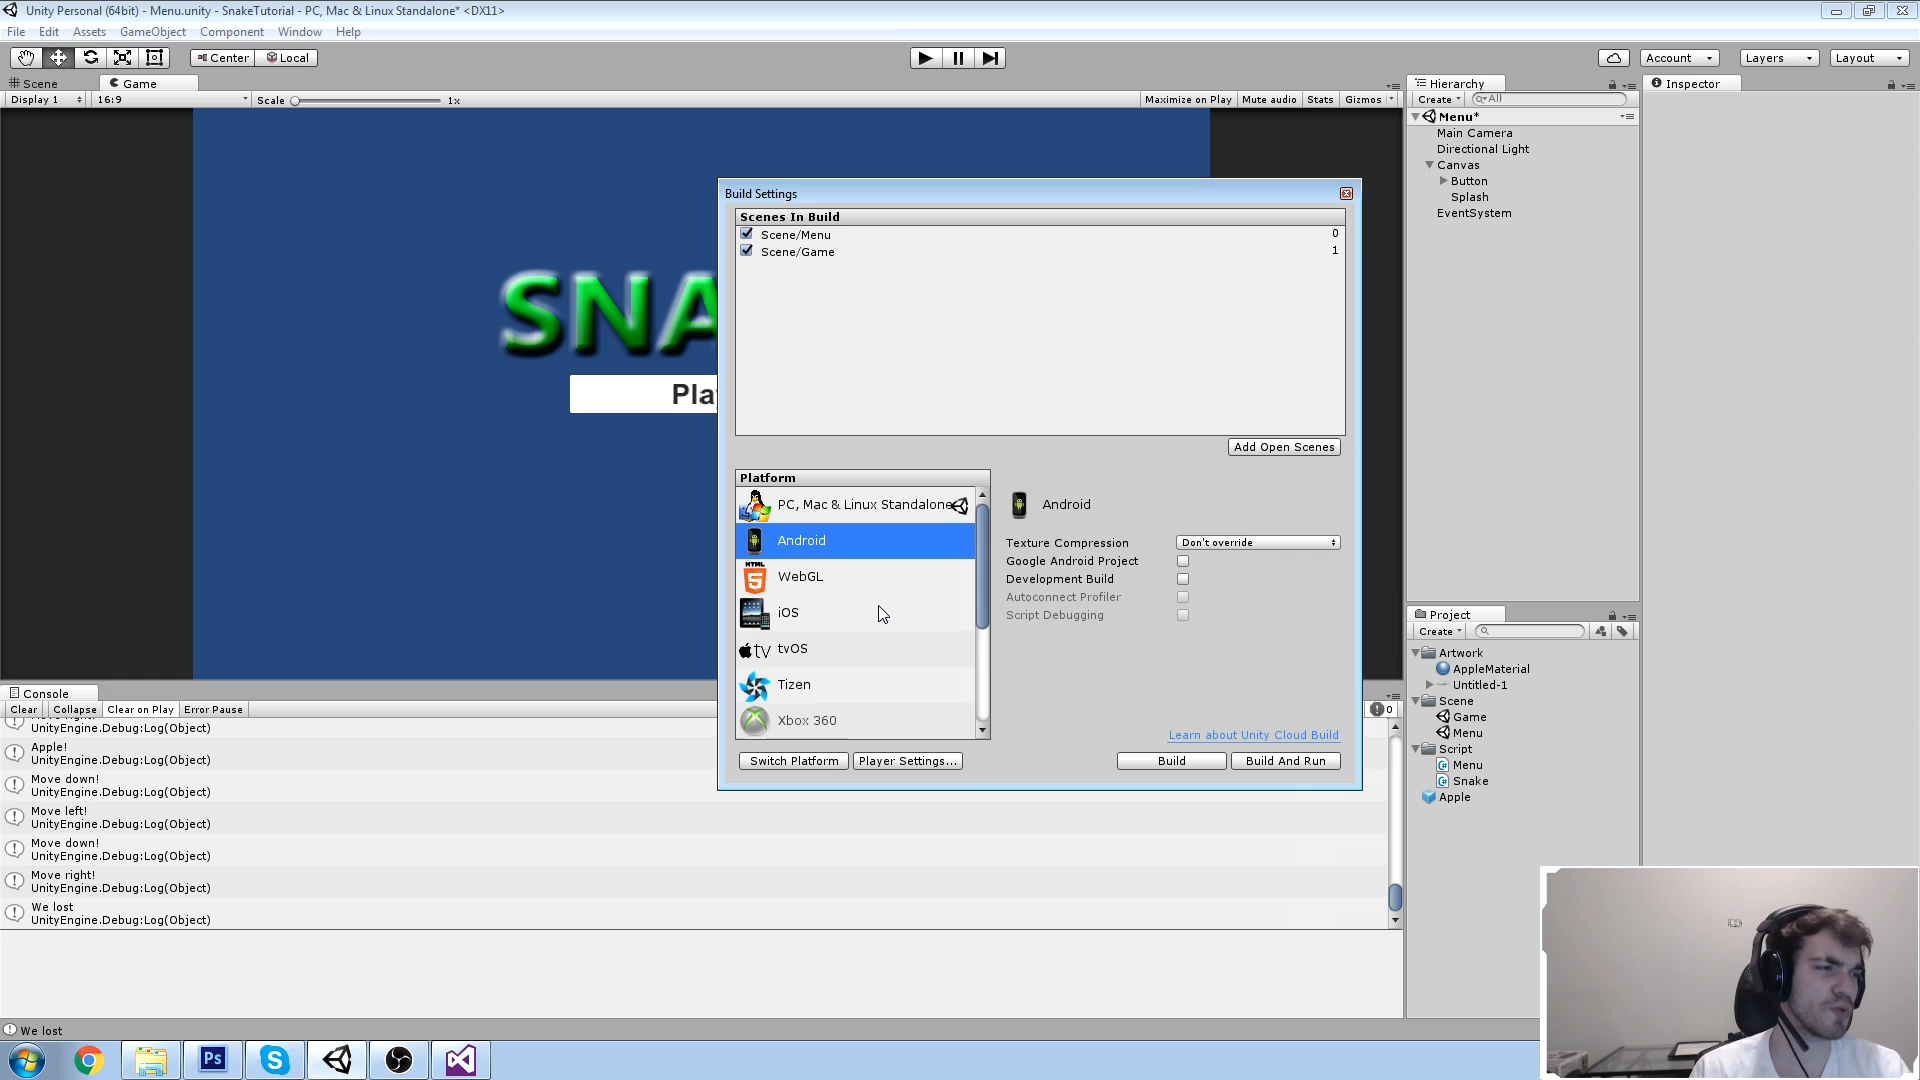 Unity Personal (64bit) - Menu.unity - SnakeTutorial - PC, Mac & Linux Standalone* <DX11>
File Edit Assets GameObject Component Window Help
Center Local Account Layers Layout
Scene Game
Display 1 16:9 Scale 1x Maximize on Play Mute audio Stats Gizmos
SNA
Play
Build Settings
Scenes In Build
Scene/Menu 0
Scene/Game 1
Add Open Scenes
Platform
PC, Mac & Linux Standalone
Android
HTML
5
WebGL
iOS
tv tvOS
Tizen
Xbox 360
Android
Texture Compression Don't override
Google Android Project
Development Build
Autoconnect Profiler
Script Debugging
Learn about Unity Cloud Build
Switch Platform Player Settings... Build Build And Run
Hierarchy
Create All
Menu*
Main Camera
Directional Light
Canvas
Button
Splash
EventSystem
Inspector
Project
Create
Artwork
AppleMaterial
Untitled-1
Scene
Game
Menu
Script
Menu
Snake
Apple
Console
Clear Collapse Clear on Play Error Pause 0
UnityEngine.Debug:Log(Object)
Apple!
UnityEngine.Debug:Log(Object)
Move down!
UnityEngine.Debug:Log(Object)
Move left!
UnityEngine.Debug:Log(Object)
Move down!
UnityEngine.Debug:Log(Object)
Move right!
UnityEngine.Debug:Log(Object)
We lost
UnityEngine.Debug:Log(Object)
We lost
Ps